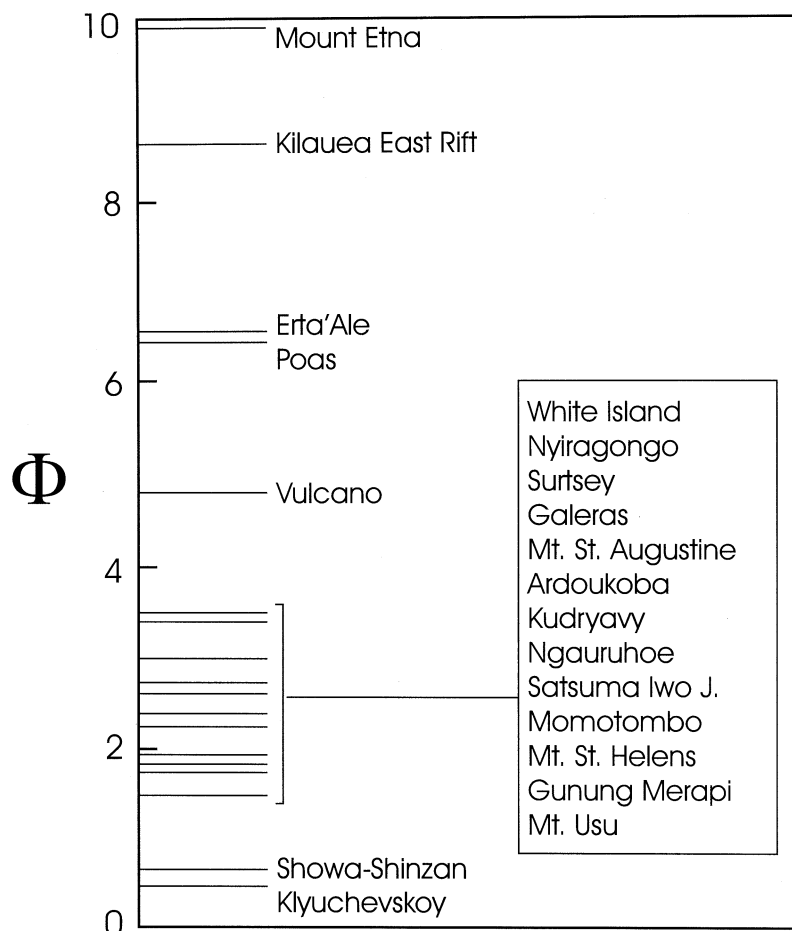 10
Mount Etna
Kilauea East Rift
8
Erta'Ale
Poas
6
White Island
Nyiragongo
Φ
Vulcano
Surtsey
Galeras
Mt. St. Augustine
4
Ardoukoba
Kudryavy
Ngauruhoe
Satsuma Iwo J.
Momotombo
2
Mt. St. Helens
Gunung Merapi
Mt. Usu
Showa-Shinzan
Klyuchevskoy
0